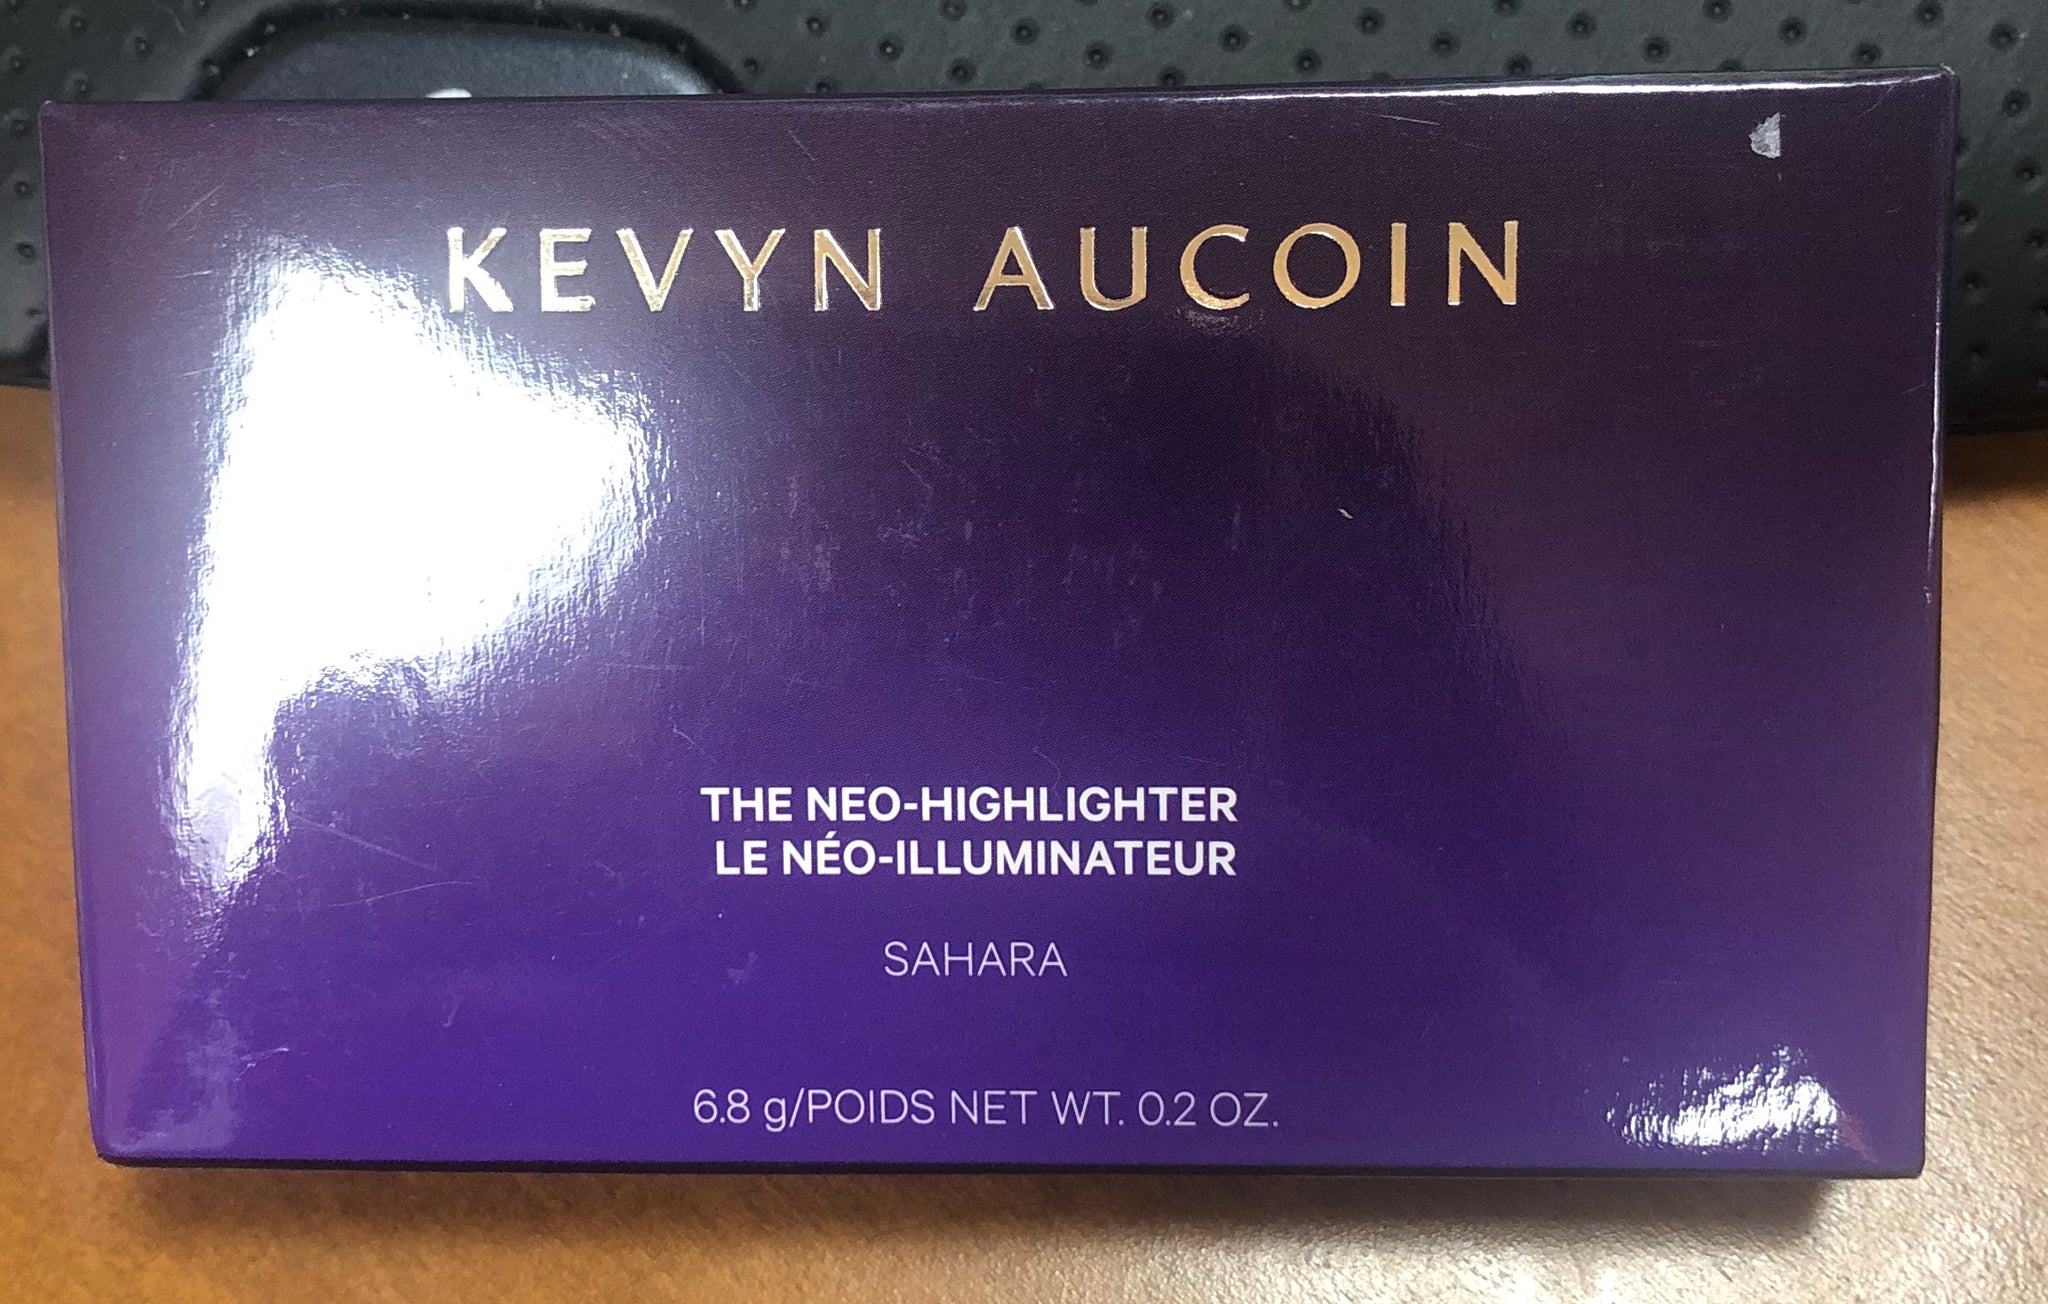 KEVYN AUCOIN
THE NEO-HIGHLIGHTER
LE NÉO-ILLUMINATEUR
SAHARA
6.8 g/POIDS NET WT. 0.2 OZ.